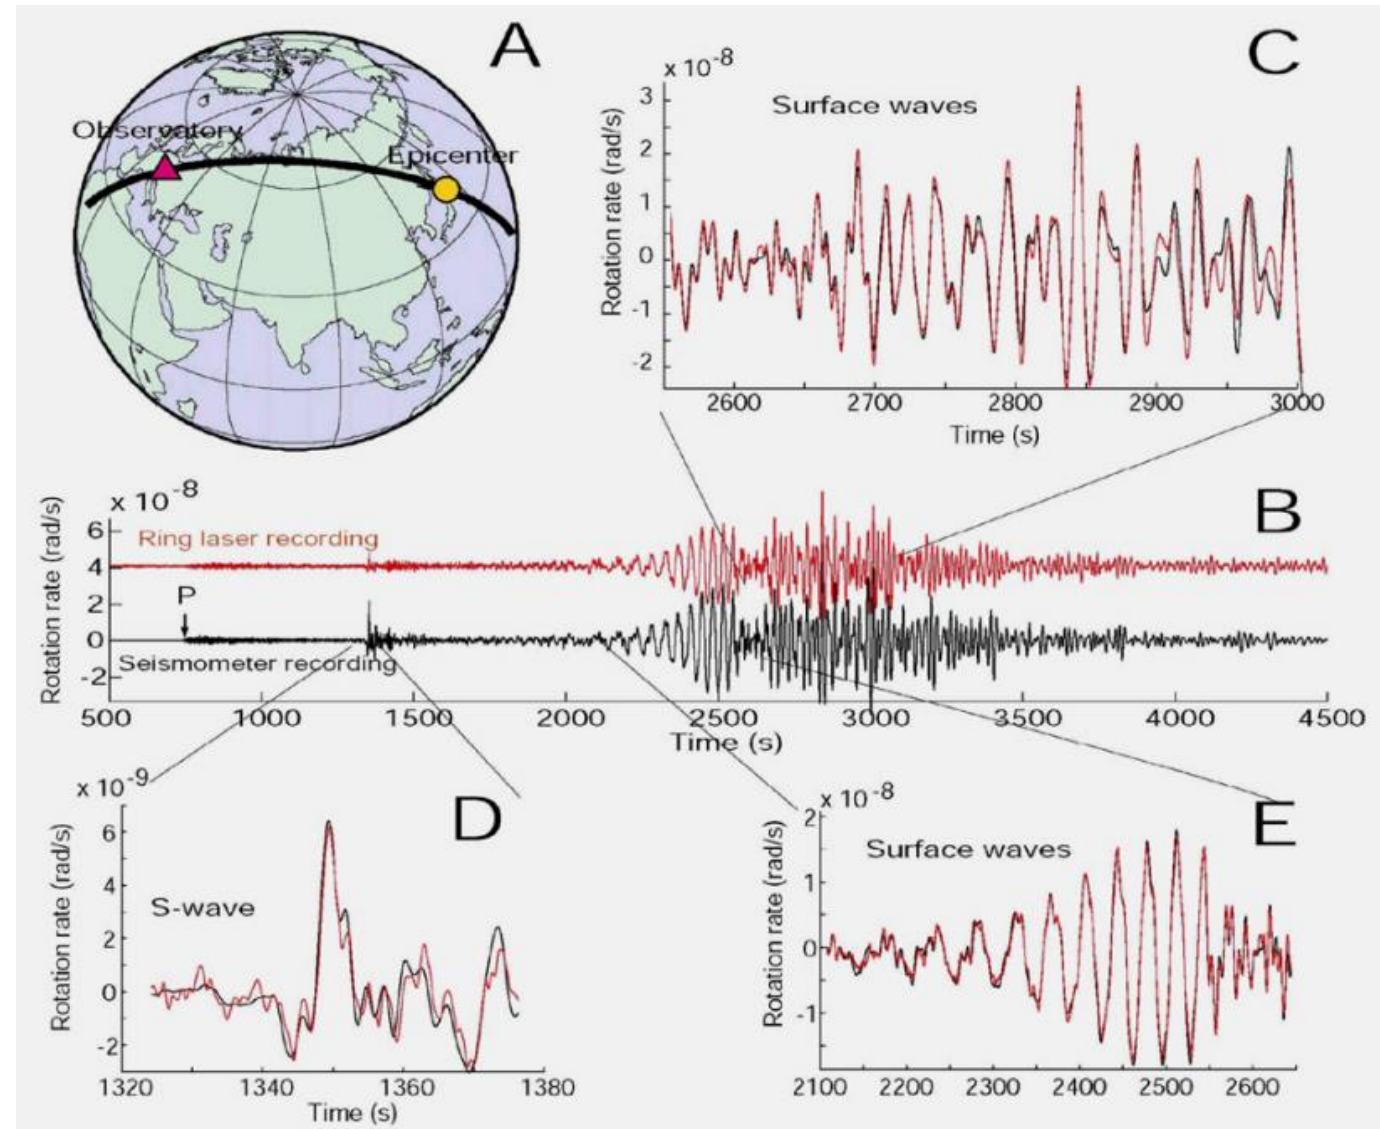 A
Observatory
Epicenter
C
x 10-8
Surface waves
Rotation rate (rad/s)
3
2
1
0
-1
-2
2600 2700 2800 2900 3000
Time (s)
B
x 10-8
Rotation rate (rad/s)
6
Ring laser recording
4
P
2
0
Seismometer recording
-2
500 1000 1500 2000 2500 3000 3500 4000 4500
Time (s)
D
x 10-9
Rotation rate (rad/s)
6
4
S-wave
2
0
-2
1320 1340 1360 1380
Time (s)
E
x 10-8
Rotation rate (rad/s)
2
Surface waves
1
0
-1
2100 2200 2300 2400 2500 2600